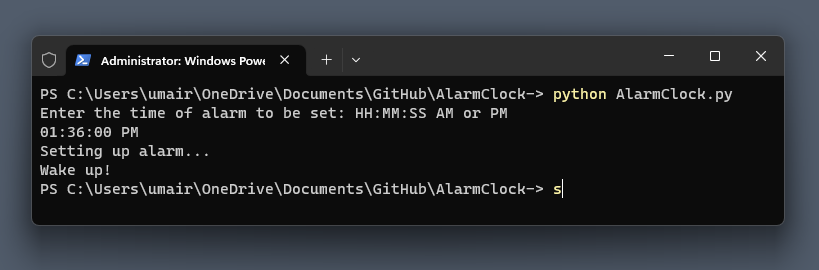 Administrator: Windows Powe
PS C:\Users\umair\OneDrive\Documents\GitHub\AlarmClock-> python AlarmClock.py
Enter the time of alarm to be set: HH:MM:SS AM or PM
01:36:00 PM
Setting up alarm...
Wake up!
PS C:\Users\umair\OneDrive\Documents\GitHub\AlarmClock-> s